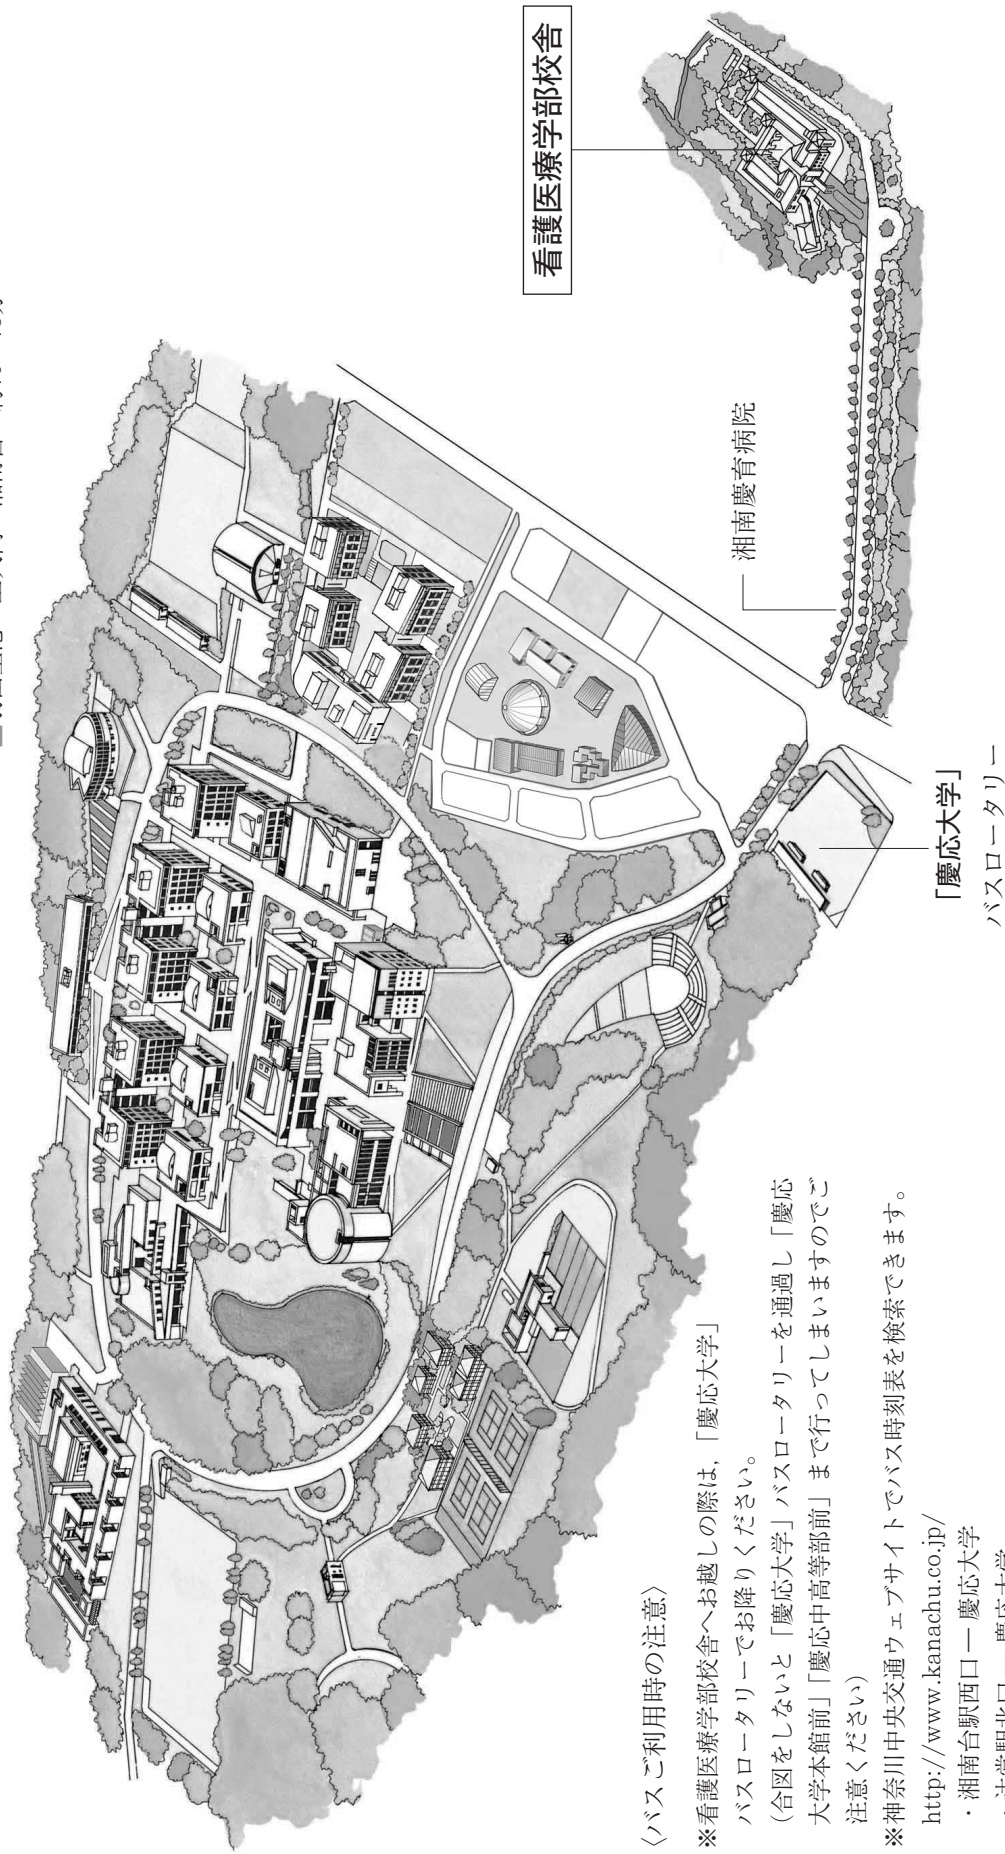 看護医療学部校舎
湘南慶育病院
「慶応大学」
バスロータリー
〈バスご利用時の注意〉
※看護医療学部校舎へお越しの際は，「慶応大学」
バスロータリーでお降りください。
(合図をしないと「慶応大学」バスロータリーを通過し「慶応
大学本館前」「慶応中高等部前」まで行ってしまいますのでご
注意ください)
※神奈川中央交通ウェブサイトでバス時刻表を検索できます。
http://www.kanachu.co.jp/
・湘南台駅西口ー慶応大学